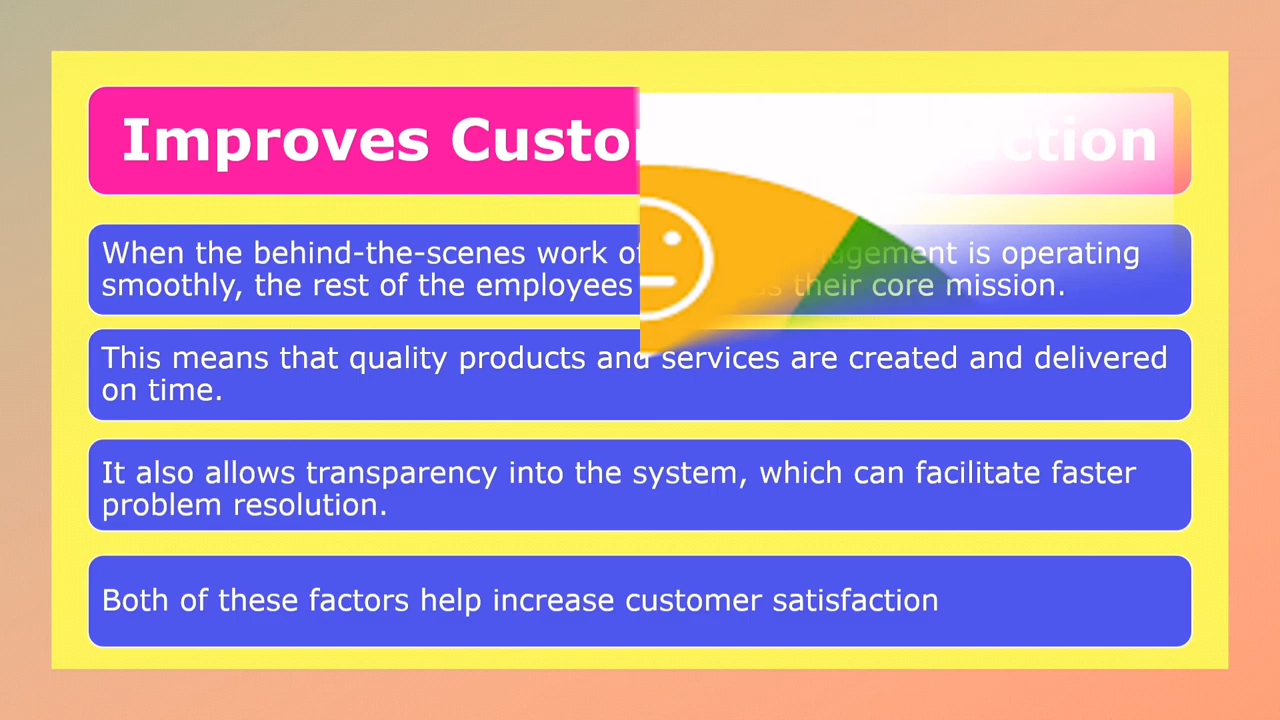 Improves Custo ction
When the behind-the-scenes work of gement is operating
smoothly, the rest of the employees their core mission.
This means that quality products and services are created and delivered
on time.
It also allows transparency into the system, which can facilitate faster
problem resolution.
Both of these factors help increase customer satisfaction